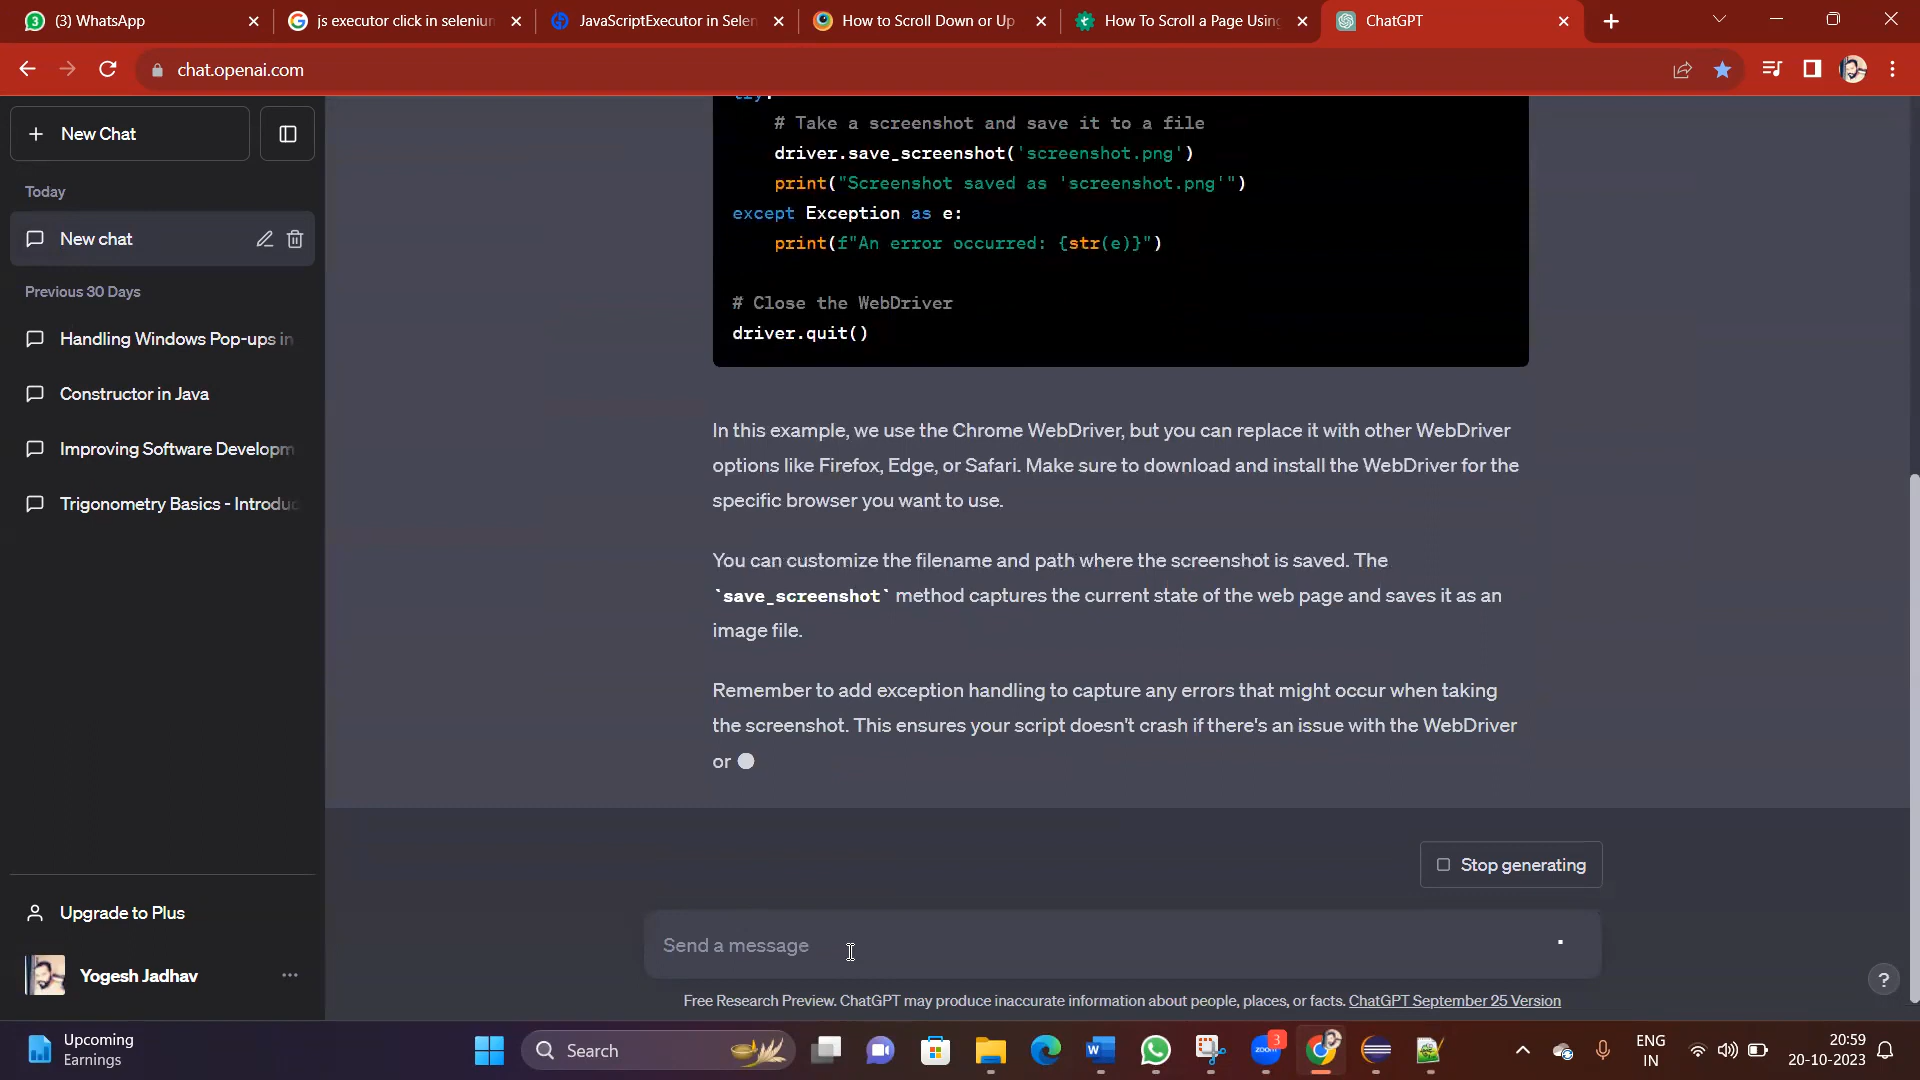 (3) WhatsApp
js executor click in seleniun
JavaScriptExecutor in Selen
How to Scroll Down or Up
How To Scroll a Page Using
ChatGPT
chat.openai.com
New Chat
Today
New chat
Previous 30 Days
Handling Windows Pop-ups in
Constructor in Java
Improving Software Developm
Trigonometry Basics - Introduc
Upgrade to Plus
Yogesh Jadhav
try:
# Take a screenshot and save it to a file
driver.save_screenshot('screenshot.png')
print("Screenshot saved as 'screenshot.png'")
except Exception as e:
print(f"An error occurred: {str(e)}")
# Close the WebDriver
driver.quit()
In this example, we use the Chrome WebDriver, but you can replace it with other WebDriver
options like Firefox, Edge, or Safari. Make sure to download and install the WebDriver for the
specific browser you want to use.
You can customize the filename and path where the screenshot is saved. The
`save_screenshot` method captures the current state of the web page and saves it as an
image file.
Remember to add exception handling to capture any errors that might occur when taking
the screenshot. This ensures your script doesn't crash if there's an issue with the WebDriver
or
Stop generating
Send a message
Free Research Preview. ChatGPT may produce inaccurate information about people, places, or facts. ChatGPT September 25 Version
?
Upcoming
Earnings
Search
zoom
3
ENG
IN
20:59
20-10-2023